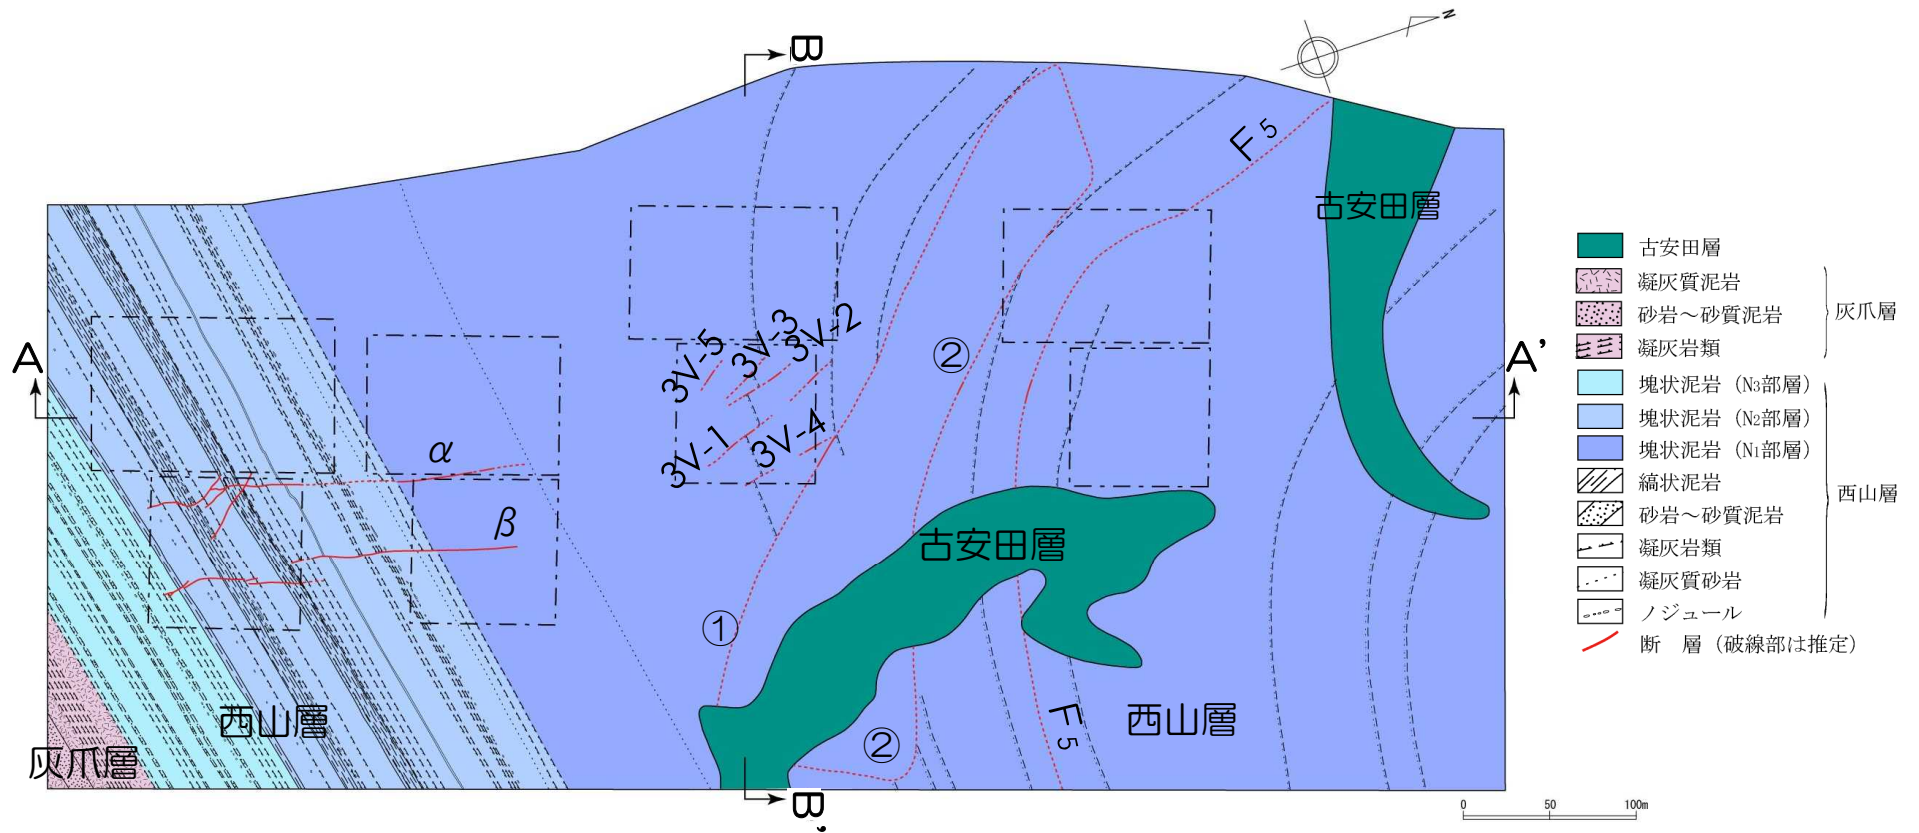 B
N
F5
古安田層
古安田層
凝灰質泥岩
砂岩～砂質泥岩
灰爪層
凝灰岩類
塊状泥岩（N3部層）
塊状泥岩（N2部層）
塊状泥岩（N1部層）
縞状泥岩
西山層
砂岩～砂質泥岩
凝灰岩類
凝灰質砂岩
ノジュール
断　層（破線部は推定）
A
A’
3V-5
3V-3
3V-2
②
3V-1
3V-4
α
β
古安田層
①
西山層
②
F5
西山層
灰爪層
B’
0 50 100m